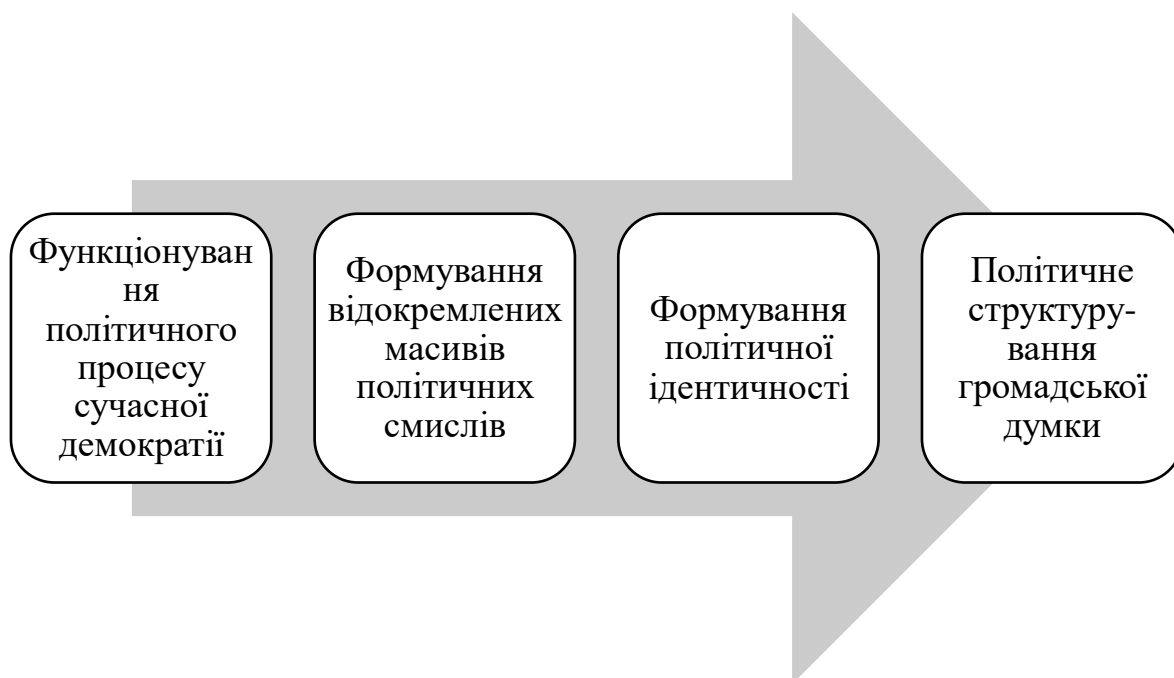 Функціонуван
ня
політичного
процесу
сучасної
демократії
Формування
відокремлених
масивів
політичних
смислів
Формування
політичної
ідентичності
Політичне
структуру-
вання
громадської
думки